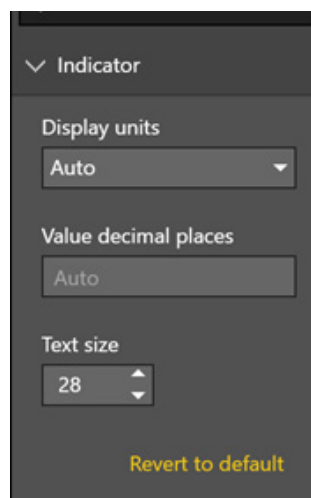 Indicator
Display units
Auto
Value decimal places
Auto
Text size
28
Revert to default